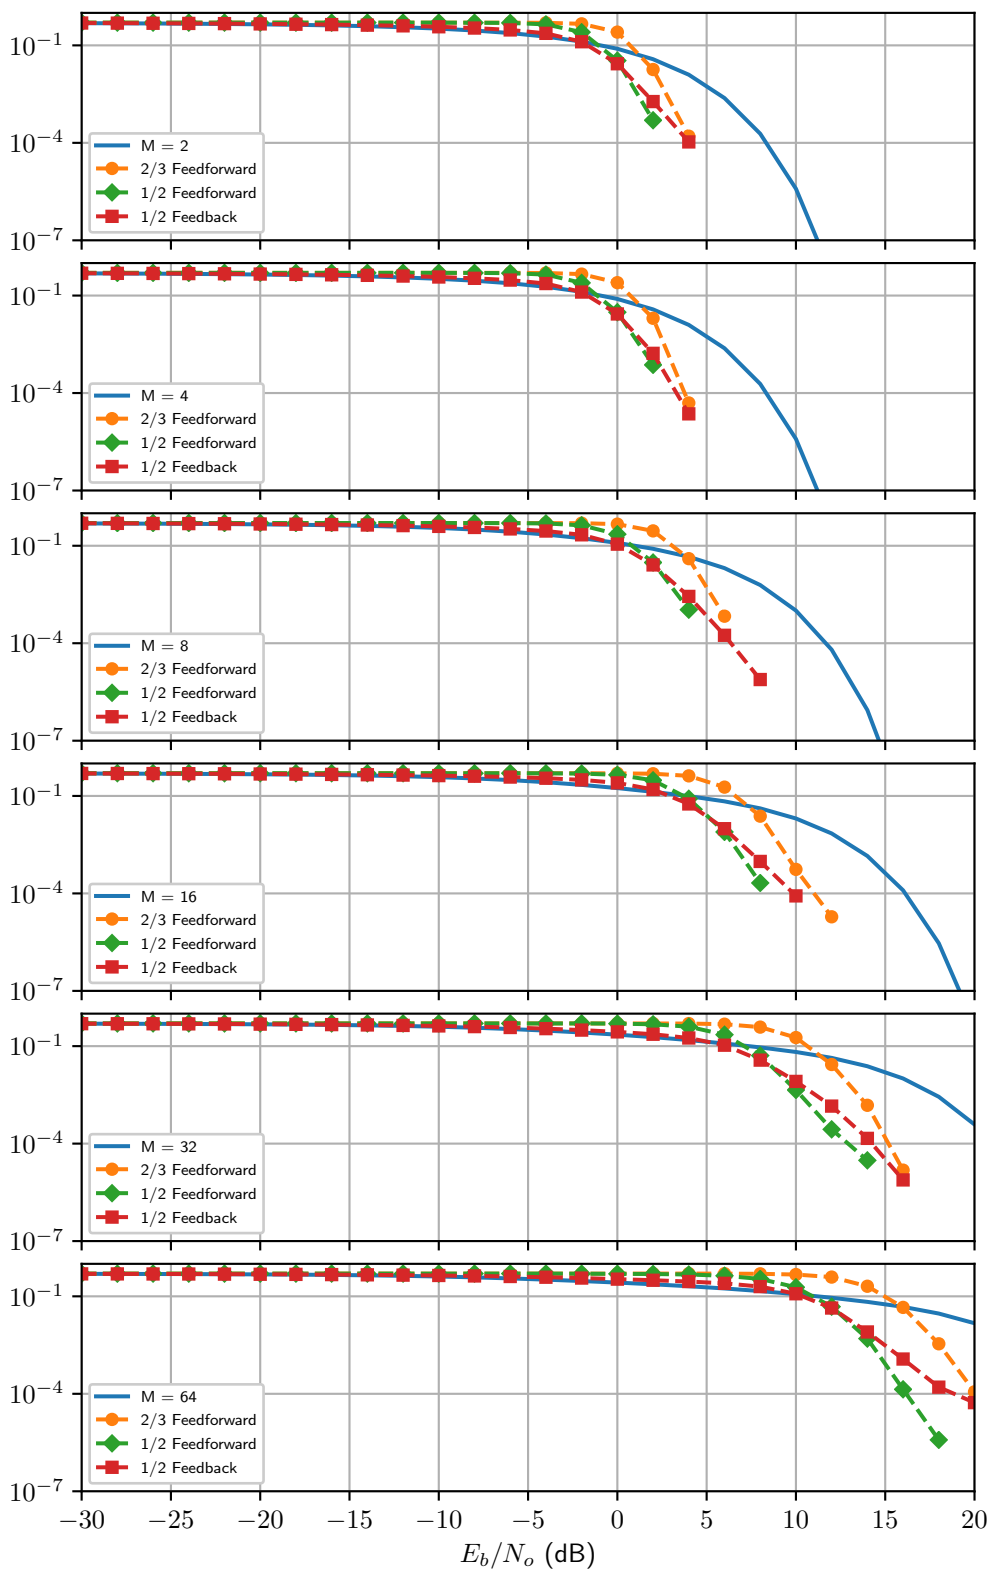 10⁻¹
10⁻⁴
10⁻⁷
M = 2
2/3 Feedforward
1/2 Feedforward
1/2 Feedback
10⁻¹
10⁻⁴
10⁻⁷
M = 4
2/3 Feedforward
1/2 Feedforward
1/2 Feedback
10⁻¹
10⁻⁴
10⁻⁷
M = 8
2/3 Feedforward
1/2 Feedforward
1/2 Feedback
10⁻¹
10⁻⁴
10⁻⁷
M = 16
2/3 Feedforward
1/2 Feedforward
1/2 Feedback
10⁻¹
10⁻⁴
10⁻⁷
M = 32
2/3 Feedforward
1/2 Feedforward
1/2 Feedback
10⁻¹
10⁻⁴
10⁻⁷
M = 64
2/3 Feedforward
1/2 Feedforward
1/2 Feedback
−30 −25 −20 −15 −10 −5 0 5 10 15 20
E_b/N_o (dB)